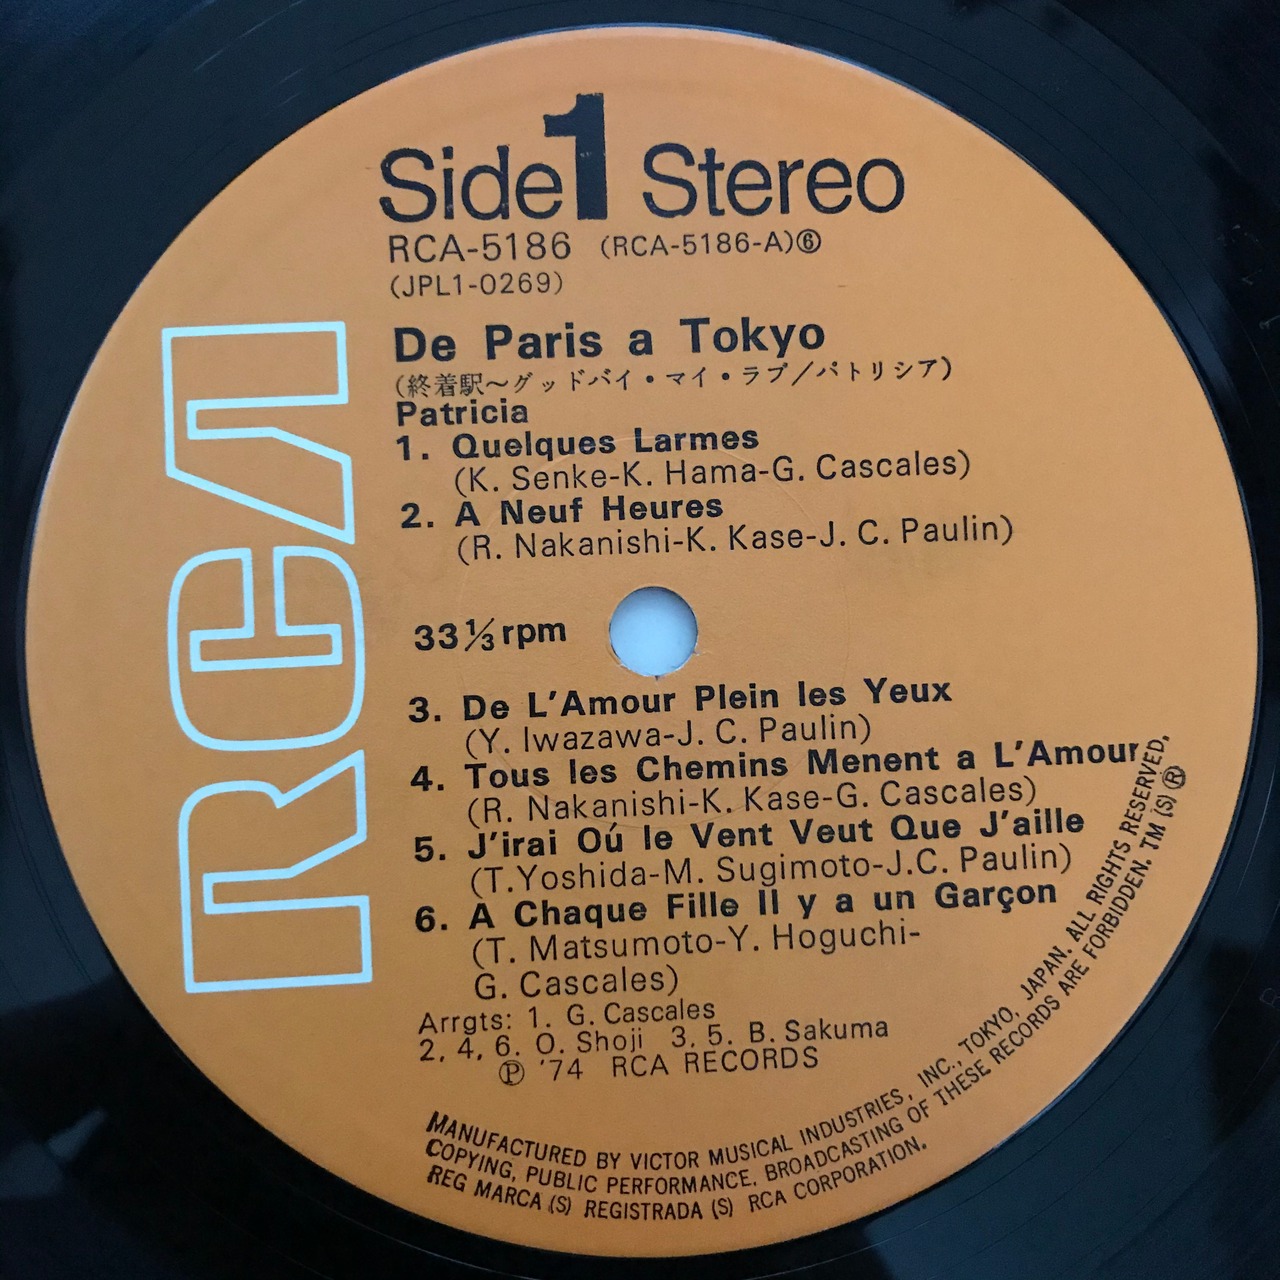 Side 1 Stereo
RCA-5186 (RCA-5186-A)⑥
(JPL1-0269)
De Paris a Tokyo
(終着駅〜グッドバイ・マイ・ラブ／パトリシア)
Patricia
1. Quelques Larmes
(K. Senke-K. Hama-G. Cascales)
2. A Neuf Heures
(R. Nakanishi-K. Kase-J. C. Paulin)
33 1/3 rpm
3. De L'Amour Plein les Yeux
(Y. Iwazawa-J. C. Paulin)
4. Tous les Chemins Menent a L'Amour
(R. Nakanishi-K. Kase-G. Cascales)
5. J'irai Oú le Vent Veut Que J'aille
(T.Yoshida-M. Sugimoto-J.C. Paulin)
6. A Chaque Fille Il y a un Garçon
(T. Matsumoto-Y. Hoguchi-
G. Cascales)
Arrgts: 1. G. Cascales
2, 4, 6. O. Shoji 3. 5. B. Sakuma
Ⓟ '74 RCA RECORDS
RCA
MANUFACTURED BY VICTOR MUSICAL INDUSTRIES, INC., TOKYO, JAPAN. ALL RIGHTS RESERVED,
COPYING, PUBLIC PERFORMANCE. BROADCASTING OF THESE RECORDS ARE FORBIDDEN. TM (S) ®
REG MARCA (S) REGISTRADA (S) RCA CORPORATION.